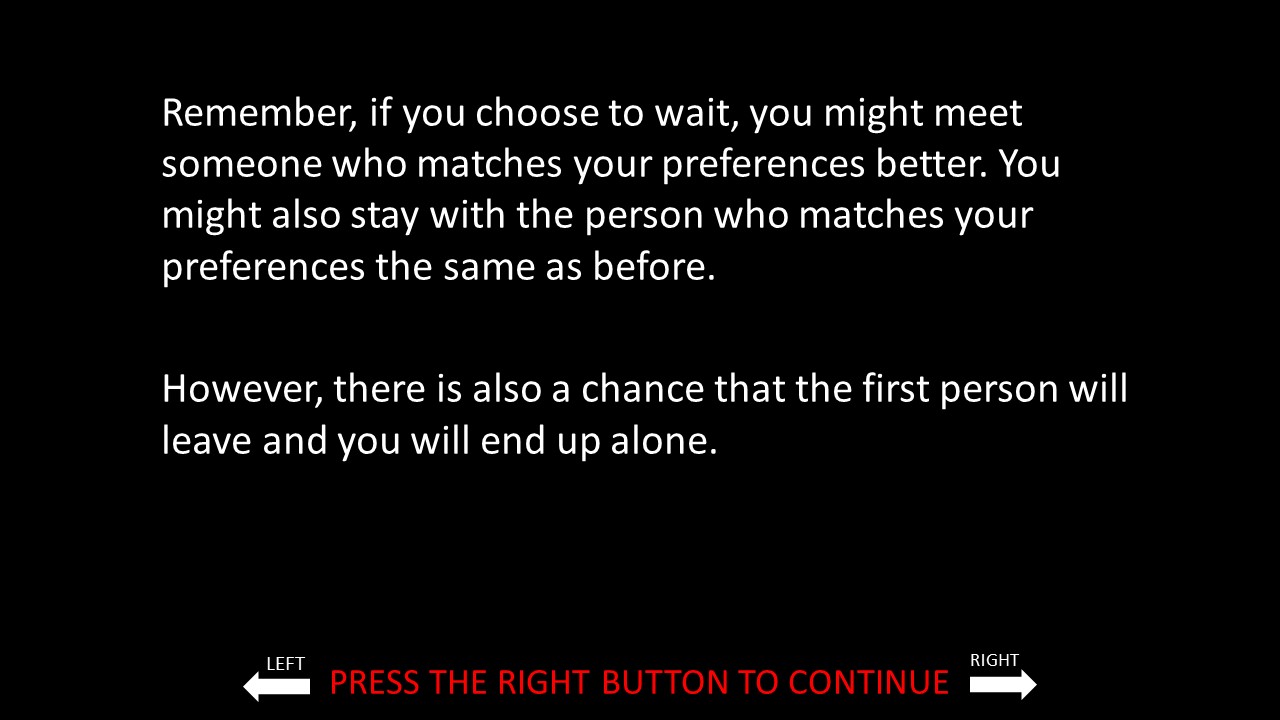 Remember, if you choose to wait, you might meet
someone who matches your preferences better. You
might also stay with the person who matches your
preferences the same as before.
However, there is also a chance that the first person will
leave and you will end up alone.
LEFT
PRESS THE RIGHT BUTTON TO CONTINUE
RIGHT